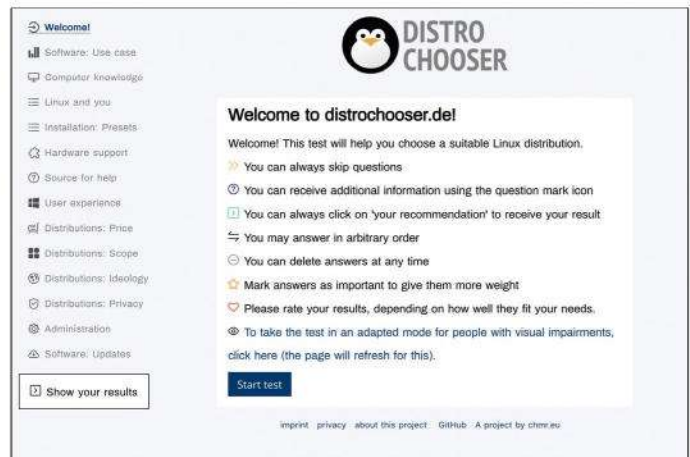 Welcome!
Software: Use case
Computer knowledge
Linux and you
Installation: Presets
Hardware support
Source for help
User experience
Distributions: Price
Distributions: Scope
Distributions: Ideology
Distributions: Privacy
Administration
Software: Updates
Show your results
DISTRO
CHOOSER
Welcome to distrochooser.de!
Welcome! This test will help you choose a suitable Linux distribution.
You can always skip questions
You can receive additional information using the question mark icon
You can always click on 'your recommendation' to receive your result
You may answer in arbitrary order
You can delete answers at any time
Mark answers as important to give them more weight
Please rate your results, depending on how well they fit your needs.
To take the test in an adapted mode for people with visual impairments,
click here (the page will refresh for this).
Start test
imprint privacy about this project GitHub A project by chmr.eu